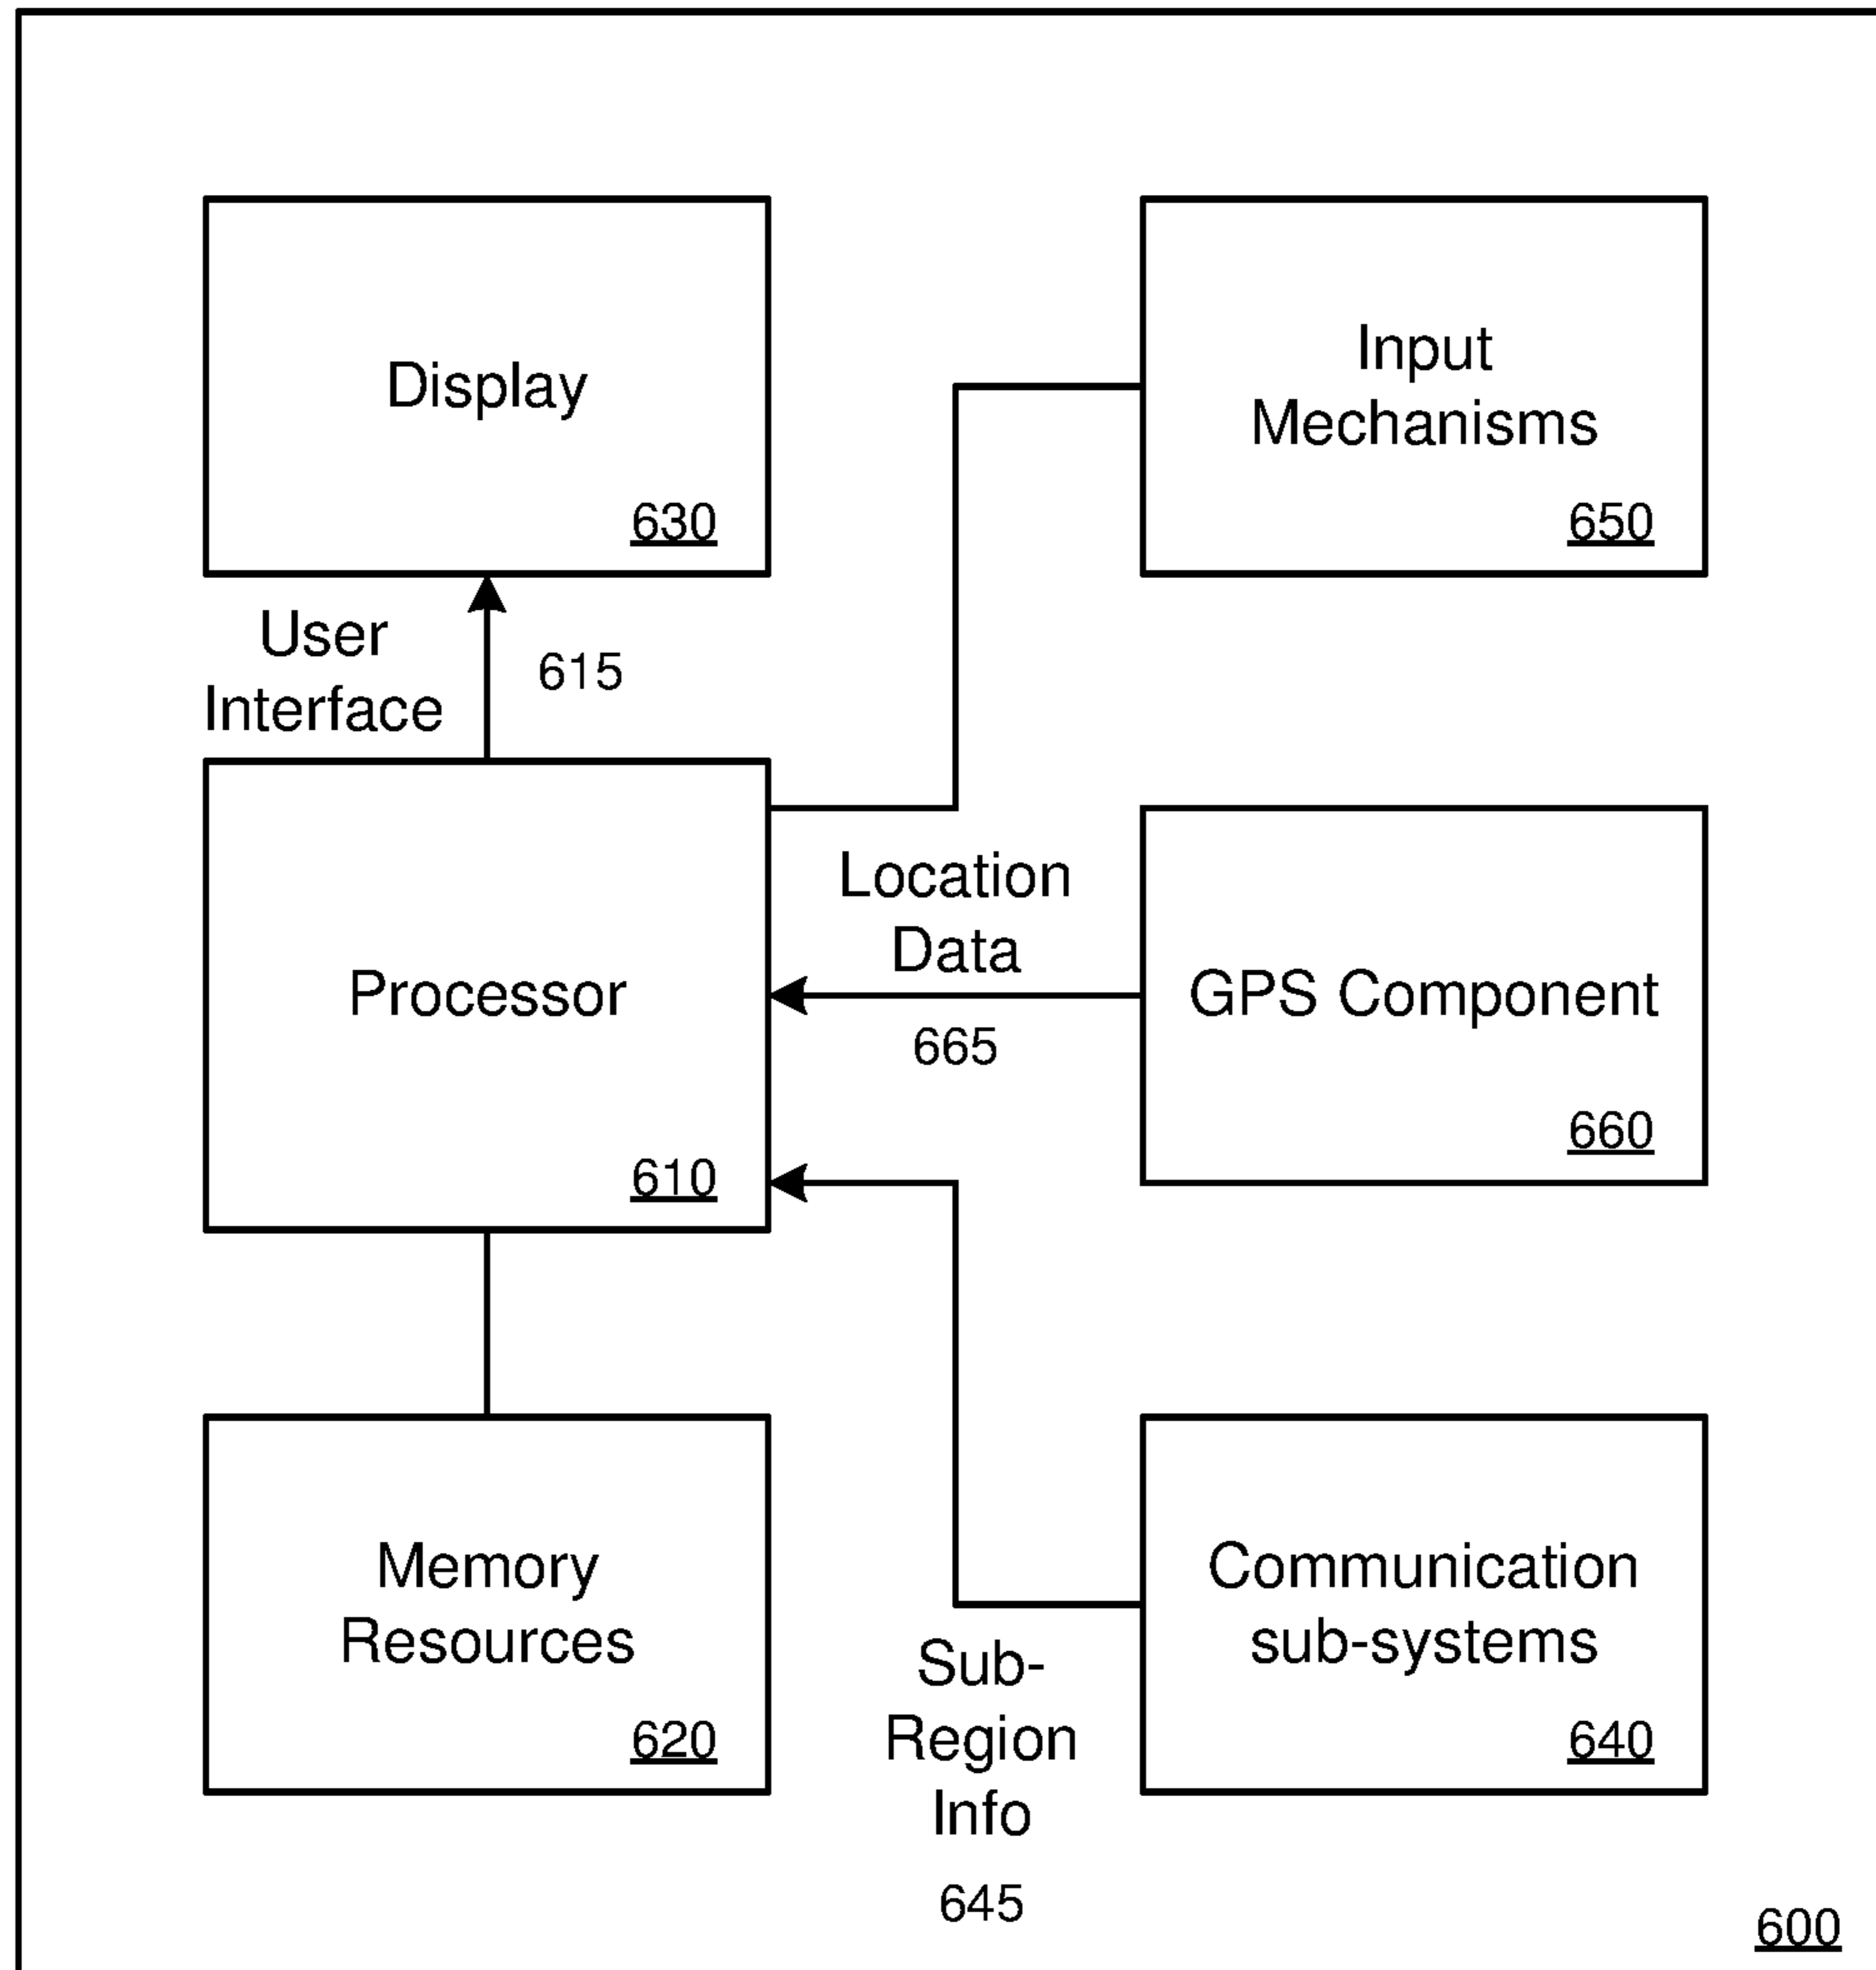 Display
630
Input
Mechanisms
650
User
Interface
615
Location
Data
665
Processor
610
GPS Component
660
Memory
Resources
620
Sub-
Region
Info
645
Communication
sub-systems
640
600